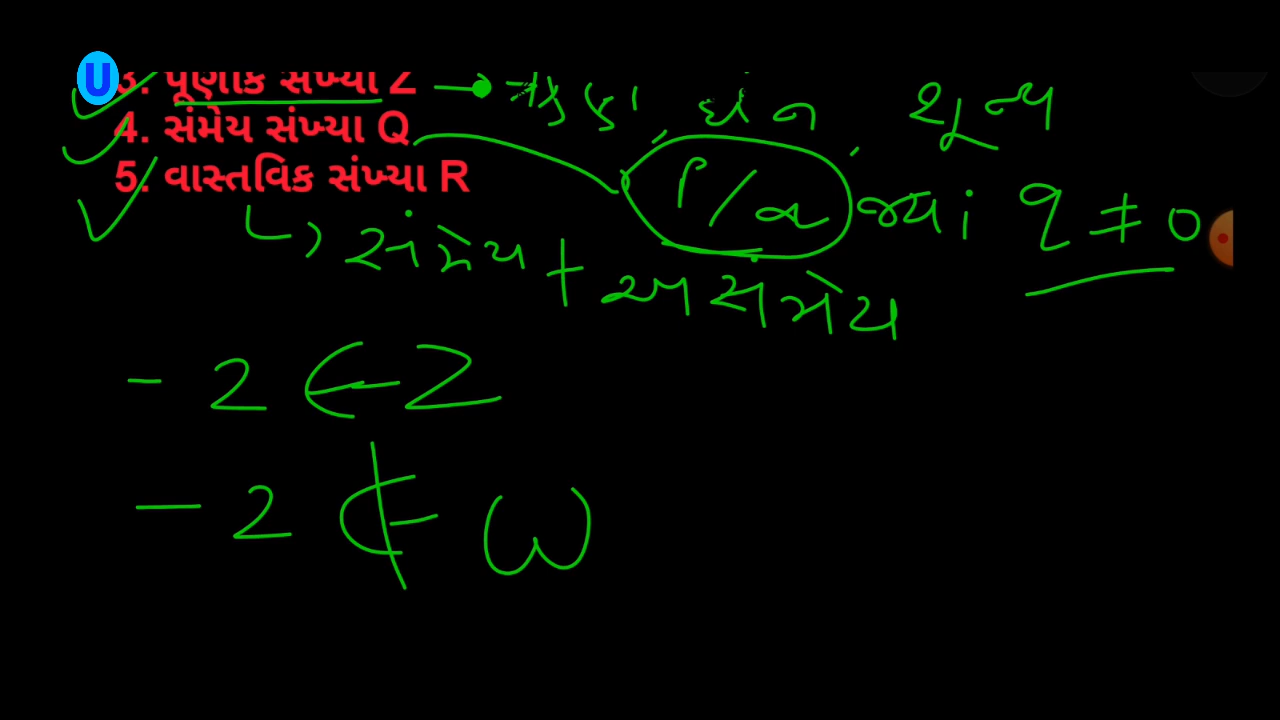 U
3. પૂર્ણાંક સંખ્યા Z → ઋણ ધન શૂન્ય
4. સંમેય સંખ્યા Q
P/q જ્યાં q ≠ 0
5. વાસ્તવિક સંખ્યા R
↳ સંમેય + અસંમેય
- 2 ∈ Z
- 2 ∉ W